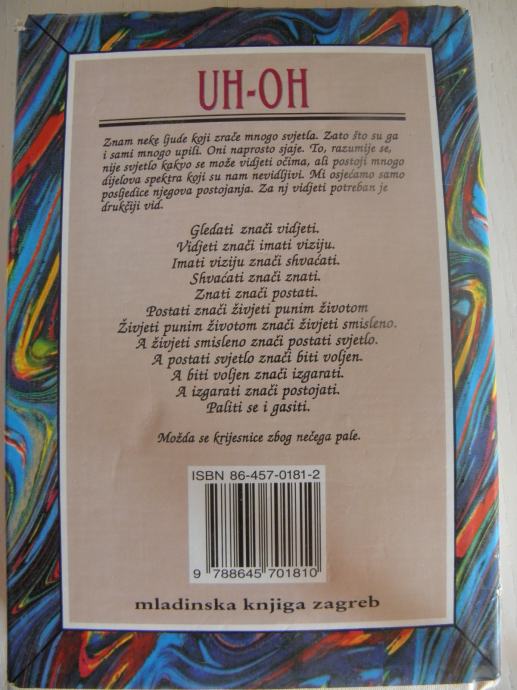 UH-OH
Znam neke ljude koji zrače mnogo svjetla. Zato što su ga
i sami mnogo upili. Oni naprosto sjaje. To, razumije se,
nije svjetlo kakvo se može vidjeti očima, ali postoji mnogo
dijelova spektra koji su nam nevidljivi. Mi osjećamo samo
posljedice njegova postojanja. Za nj vidjeti potreban je
drukčiji vid.
Gledati znači vidjeti.
Vidjeti znači imati viziju.
Imati viziju znači shvaćati.
Shvaćati znači znati.
Znati znači postati.
Postati znači živjeti punim životom
Živjeti punim životom znači živjeti smisleno.
A živjeti smisleno znači postati svjetlo.
A postati svjetlo znači biti voljen.
A biti voljen znači izgarati.
A izgarati znači postojati.
Paliti se i gasiti.
Možda se krijesnice zbog nečega pale.
ISBN 86-457-0181-2
9 788645 701810
mladinska knjiga zagreb